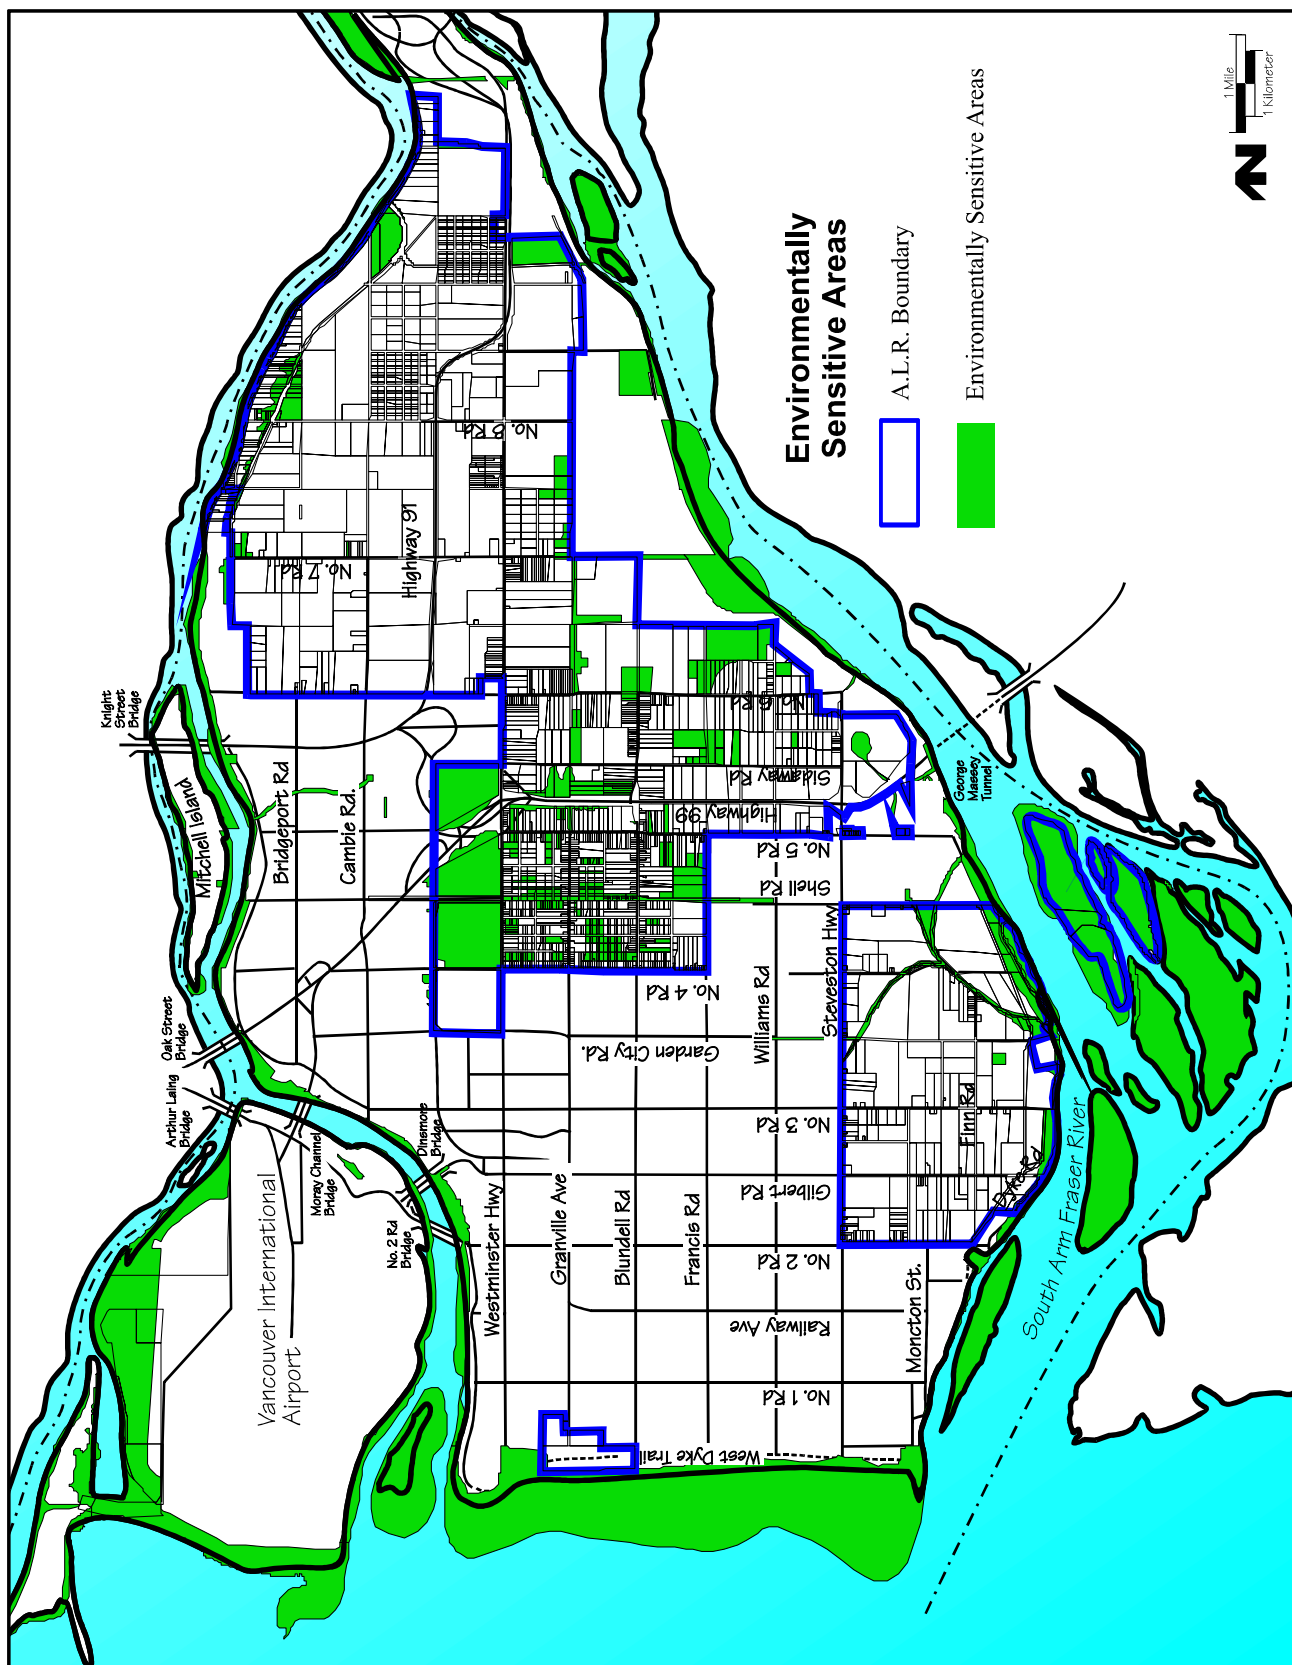 Environmentally
Sensitive Areas
A.L.R. Boundary
Environmentally Sensitive Areas
1 Mile
1 Kilometer
N
Knight
Street
Bridge
Mitchell Island
Oak Street
Bridge
Arthur Laing
Bridge
Moray Channel
Bridge
Dinsmore
Bridge
No. 2 Rd
Bridge
Vancouver International
Airport
Bridgeport Rd
Cambie Rd.
Highway 91
Westminster Hwy
Granville Ave
Blundell Rd
Francis Rd
Williams Rd
Steveston Hwy
Moncton St.
Finn Rd
Dyke Rd
No. 8 Rd
No. 7 Rd
No. 6 Rd
Sidaway Rd
Highway 99
No. 5 Rd
Shell Rd
No. 4 Rd
Garden City Rd.
No. 3 Rd
Gilbert Rd
No. 2 Rd
Railway Ave
No. 1 Rd
West Dyke Trail
George
Massey
Tunnel
South Arm Fraser River